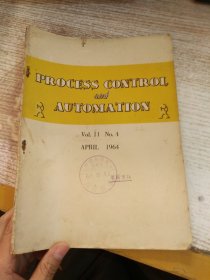 PROCESS CONTROL
and
AUTOMATION
Vol. 11 No. 4
APRIL 1964